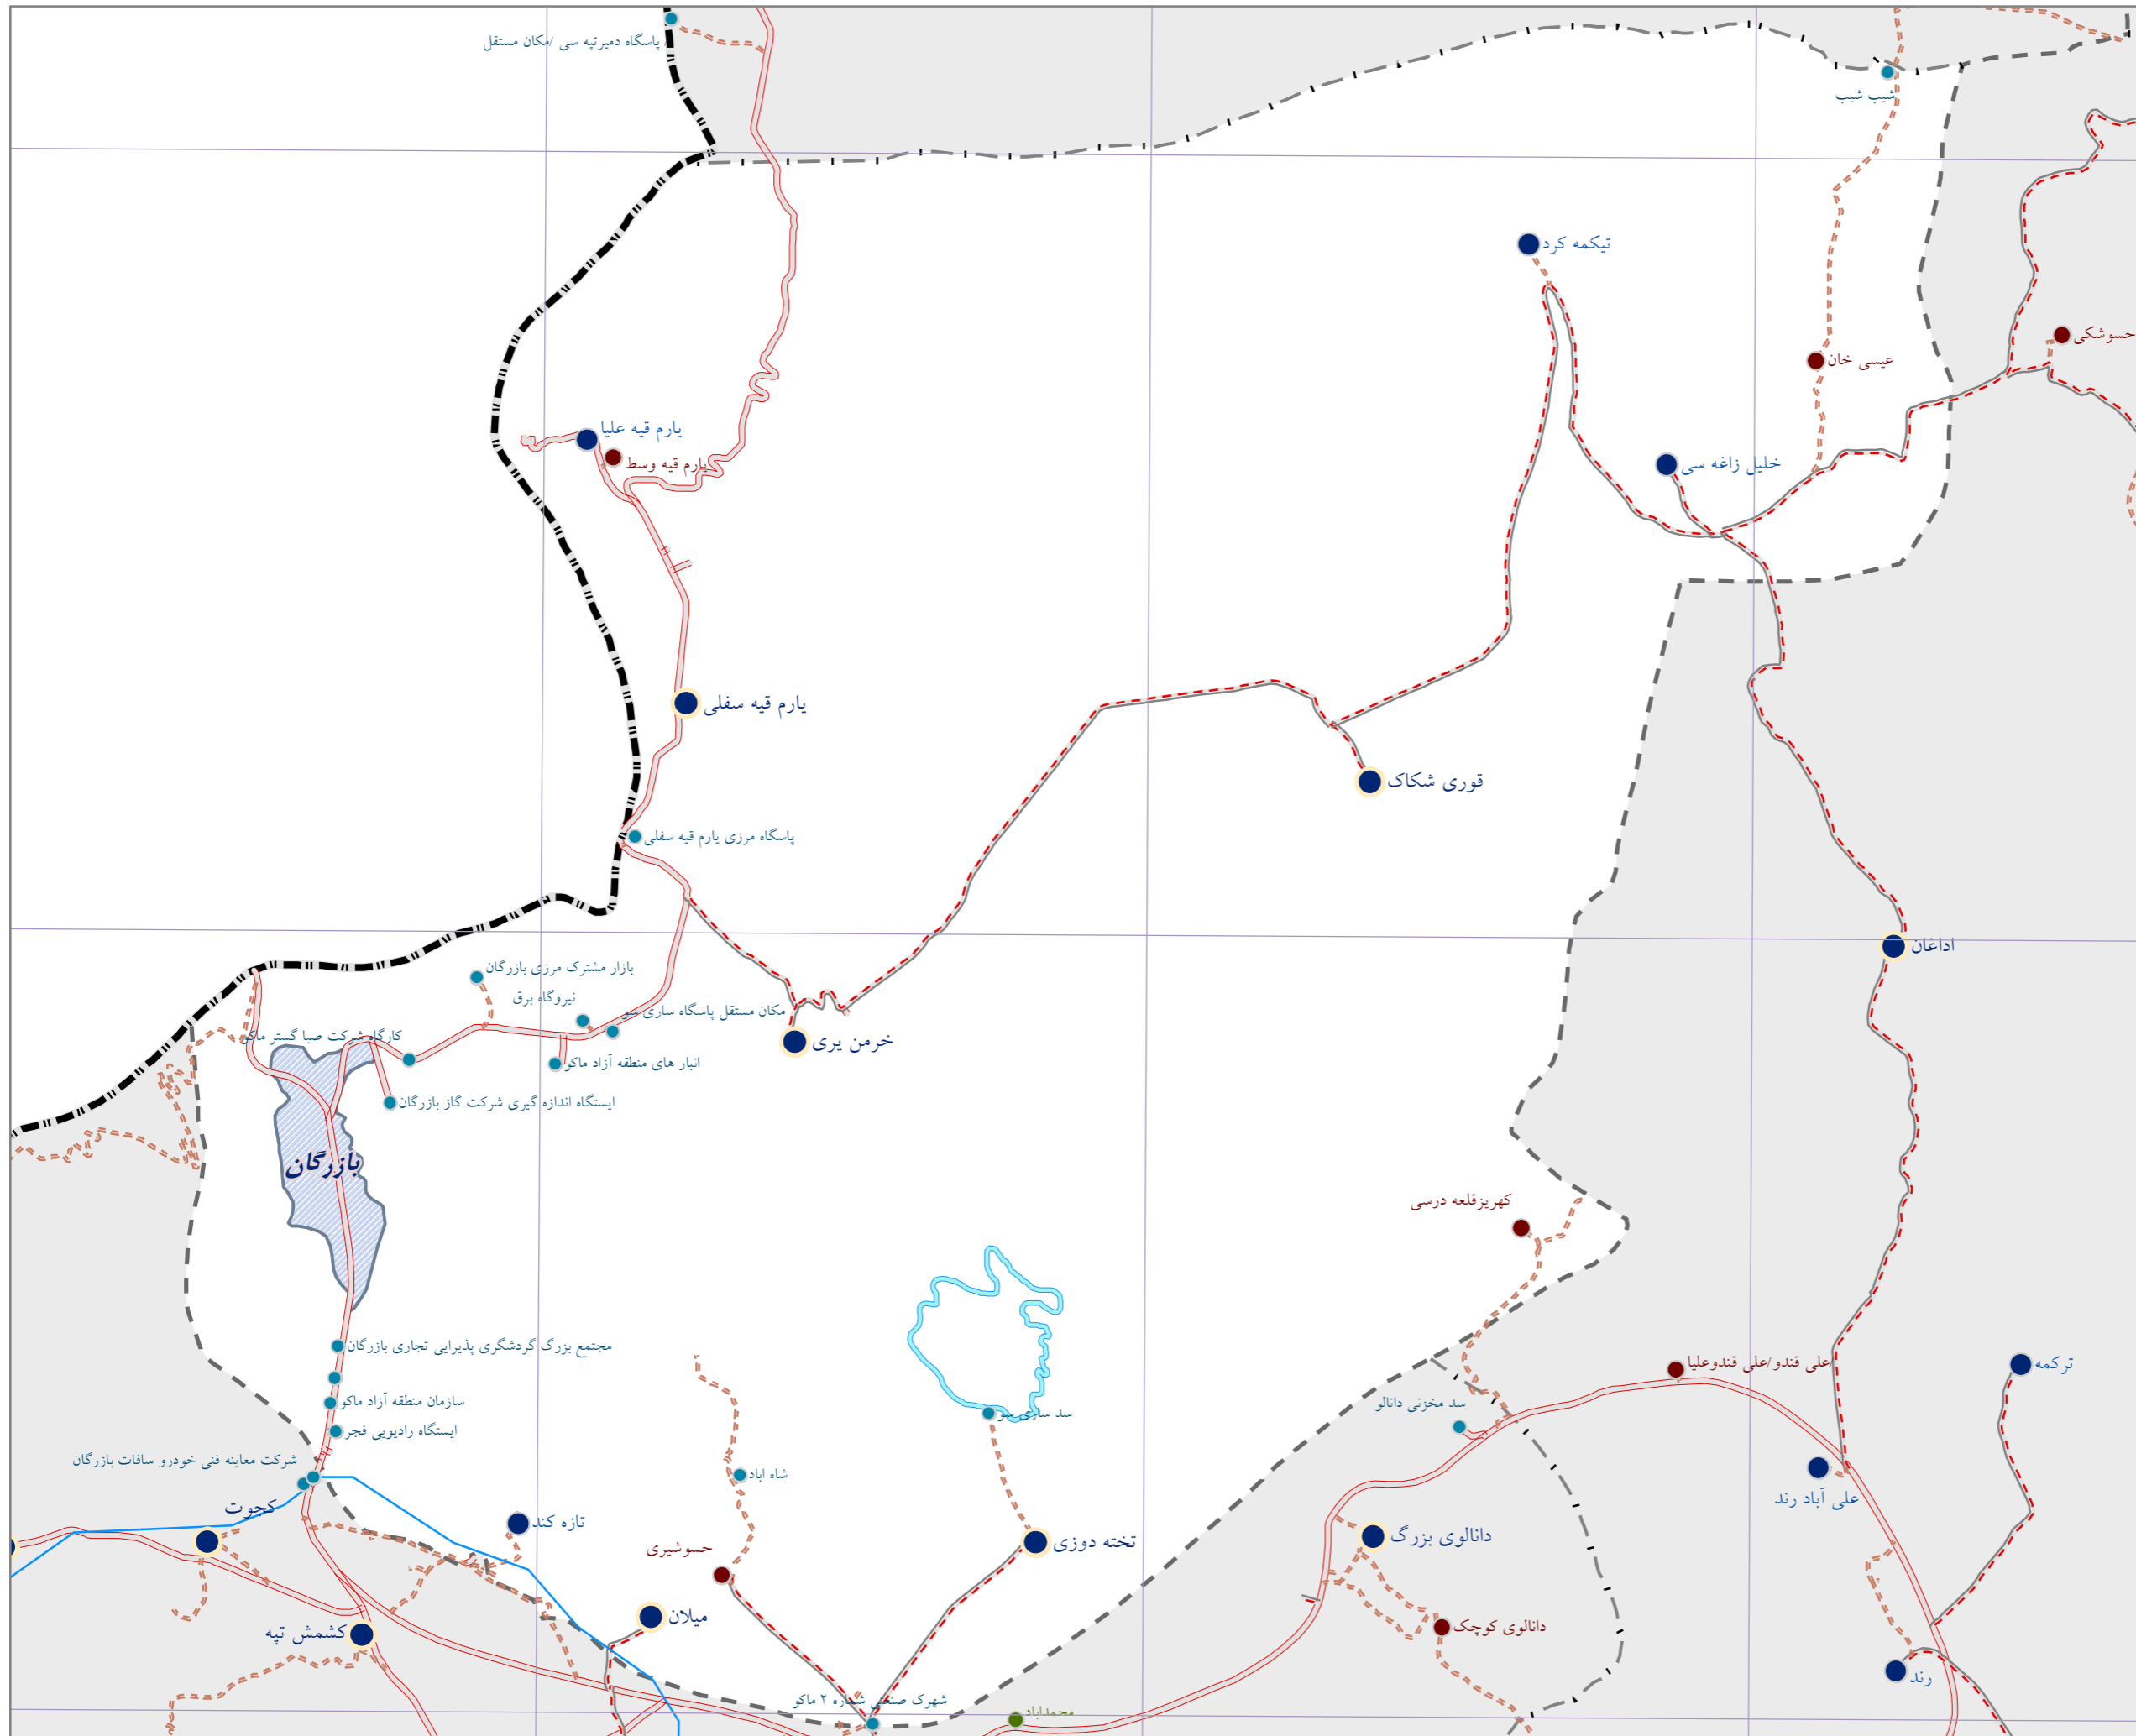 پاسگاه دمیرتپه سی /مکان مستقل
شیب شیب
تیکمه کرد
حسوشکی
عیسی خان
یارم قیه علیا
یارم قیه وسط
خلیل زاغه سی
یارم قیه سفلی
قوری شکاک
پاسگاه مرزی یارم قیه سفلی
اداغان
بازار مشترک مرزی بازرگان
نیروگاه برق
مکان مستقل پاسگاه ساری سو
کارگاه شرکت صبا گستر ماکو
خرمن یری
انبار های منطقه آزاد ماکو
ایستگاه اندازه گیری شرکت گاز بازرگان
بازرگان
کهریزقلعه درسی
مجتمع بزرگ گردشگری پذیرایی تجاری بازرگان
علی قندو/علی قندوعلیا/
ترکمه
سازمان منطقه آزاد ماکو
سد مخزنی دانالو
سد ساری سو
ایستگاه رادیویی فجر
شرکت معاینه فنی خودرو سافات بازرگان
شاه اباد
علی آباد رند
کجوت
تازه کند
تخته دوزی
دانالوی بزرگ
حسوشیری
میلان
دانالوی کوچک
کشمش تپه
رند
شهرک صنعتی شماره ۲ ماکو
محمداباد